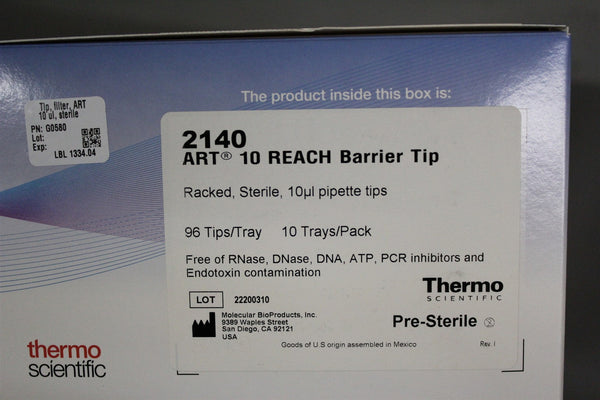 The product inside this box is:
Tip, filter, ART
10 ul, sterile
PN: G0580
Lot:
Exp:
LBL 1334.04
2140
ART® 10 REACH Barrier Tip
Racked, Sterile, 10µl pipette tips
96 Tips/Tray 10 Trays/Pack
Free of RNase, DNase, DNA, ATP, PCR inhibitors and
Endotoxin contamination
Thermo
SCIENTIFIC
LOT 22200310
Molecular BioProducts, Inc.
9389 Waples Street
San Diego, CA 92121
USA
Pre-Sterile
Goods of U.S origin assembled in Mexico
Rev. I
thermo
scientific